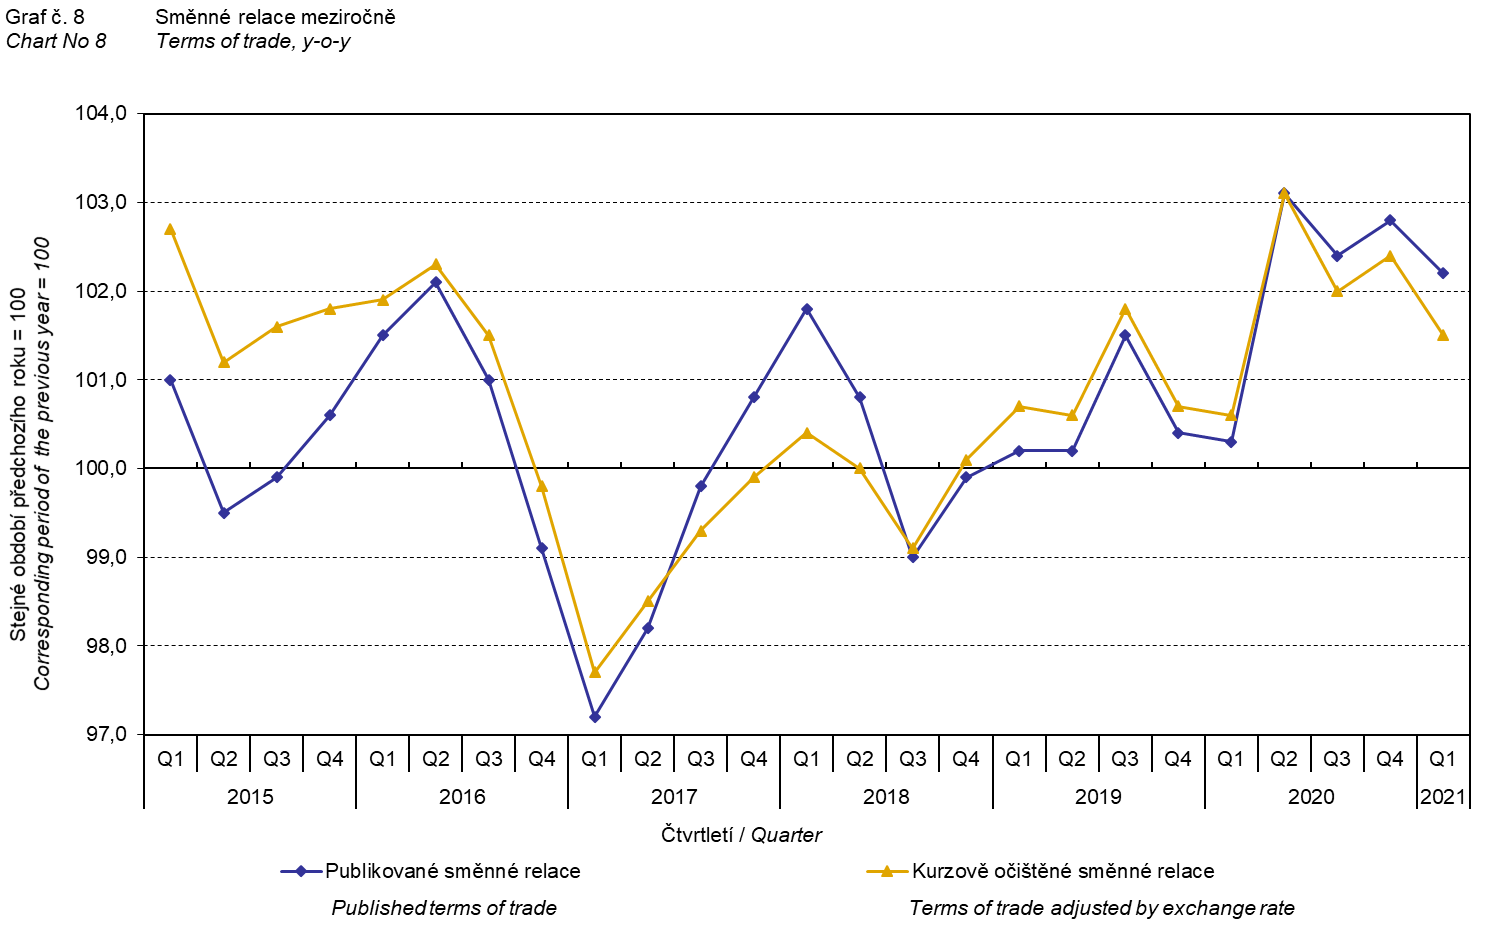 Graf č. 8 Směnné relace meziročně
Chart No 8 Terms of trade, y-o-y
Stejné období předchozího roku = 100
Corresponding period of the previous year = 100
104,0
103,0
102,0
101,0
100,0
99,0
98,0
97,0
Q1 Q2 Q3 Q4 Q1 Q2 Q3 Q4 Q1 Q2 Q3 Q4 Q1 Q2 Q3 Q4 Q1 Q2 Q3 Q4 Q1 Q2 Q3 Q4 Q1
2015 2016 2017 2018 2019 2020 2021
Čtvrtletí / Quarter
Publikované směnné relace Kurzově očištěné směnné relace
Published terms of trade Terms of trade adjusted by exchange rate